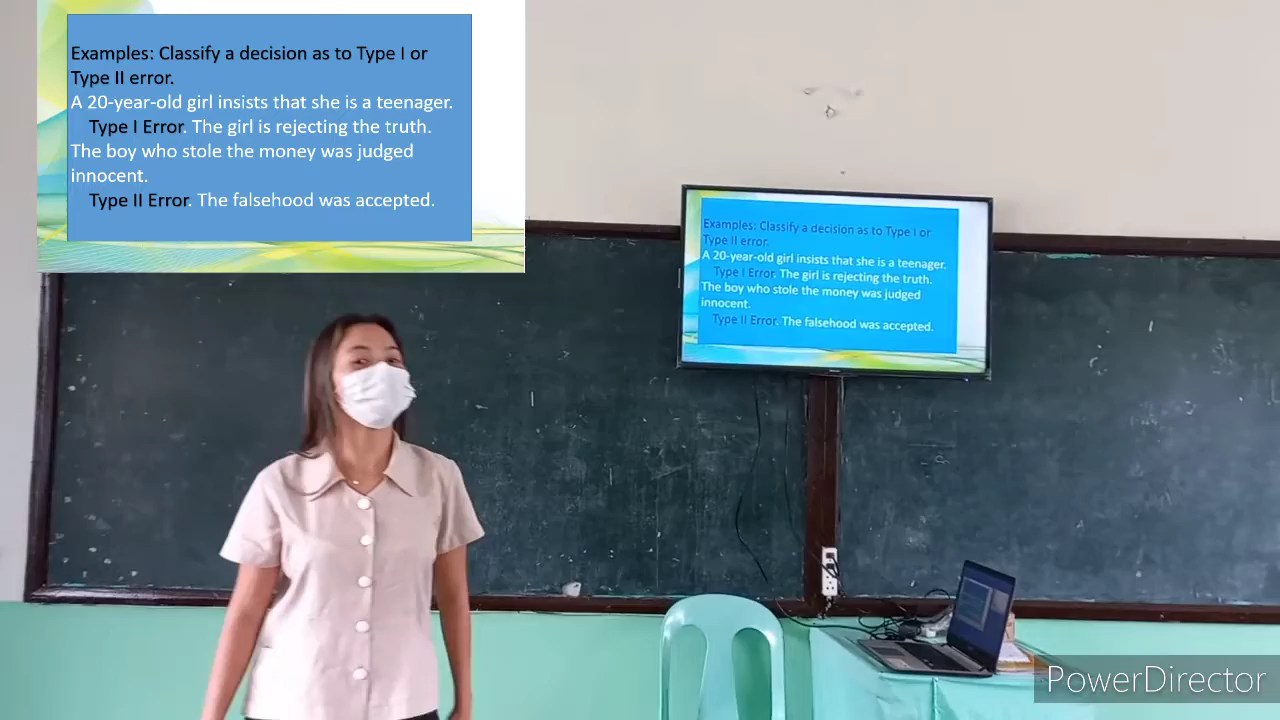 Examples: Classify a decision as to Type I or
Type II error.
A 20-year-old girl insists that she is a teenager.
Type I Error. The girl is rejecting the truth.
The boy who stole the money was judged
innocent.
Type II Error. The falsehood was accepted.
Examples: Classify a decision as to Type I or
Type II error.
A 20-year-old girl insists that she is a teenager.
Type I Error. The girl is rejecting the truth.
The boy who stole the money was judged
innocent.
Type II Error. The falsehood was accepted.
PowerDirector